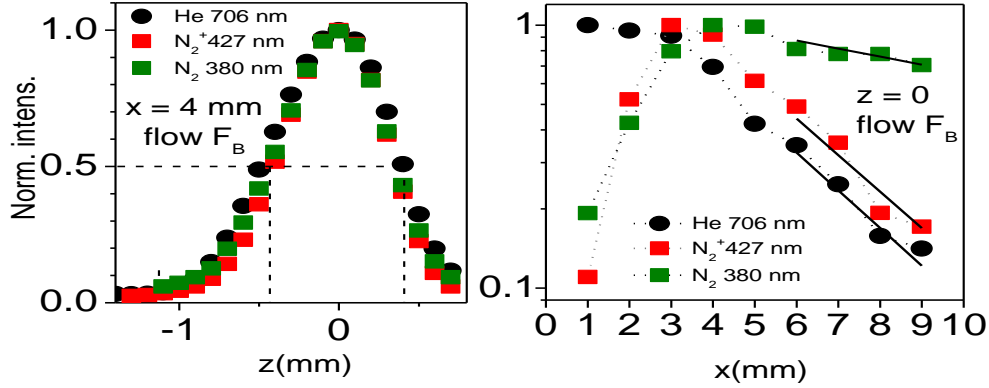 Norm. intens.
1.0
0.5
0.0
He 706 nm
N₂⁺427 nm
N₂ 380 nm
x = 4 mm
flow F_B
-1
0
z(mm)
1
0.1
z = 0
flow F_B
He 706 nm
N₂⁺427 nm
N₂ 380 nm
0 1 2 3 4 5 6 7 8 9 10
x(mm)